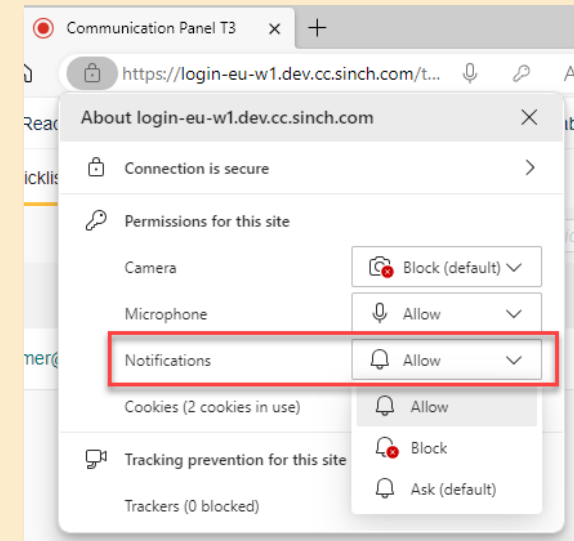 Communication Panel T3
https://login-eu-w1.dev.cc.sinch.com/t...
About login-eu-w1.dev.cc.sinch.com
Connection is secure
Permissions for this site
Camera Block (default)
Microphone Allow
Notifications Allow
Allow
Cookies (2 cookies in use)
Block
Tracking prevention for this site
Ask (default)
Trackers (0 blocked)